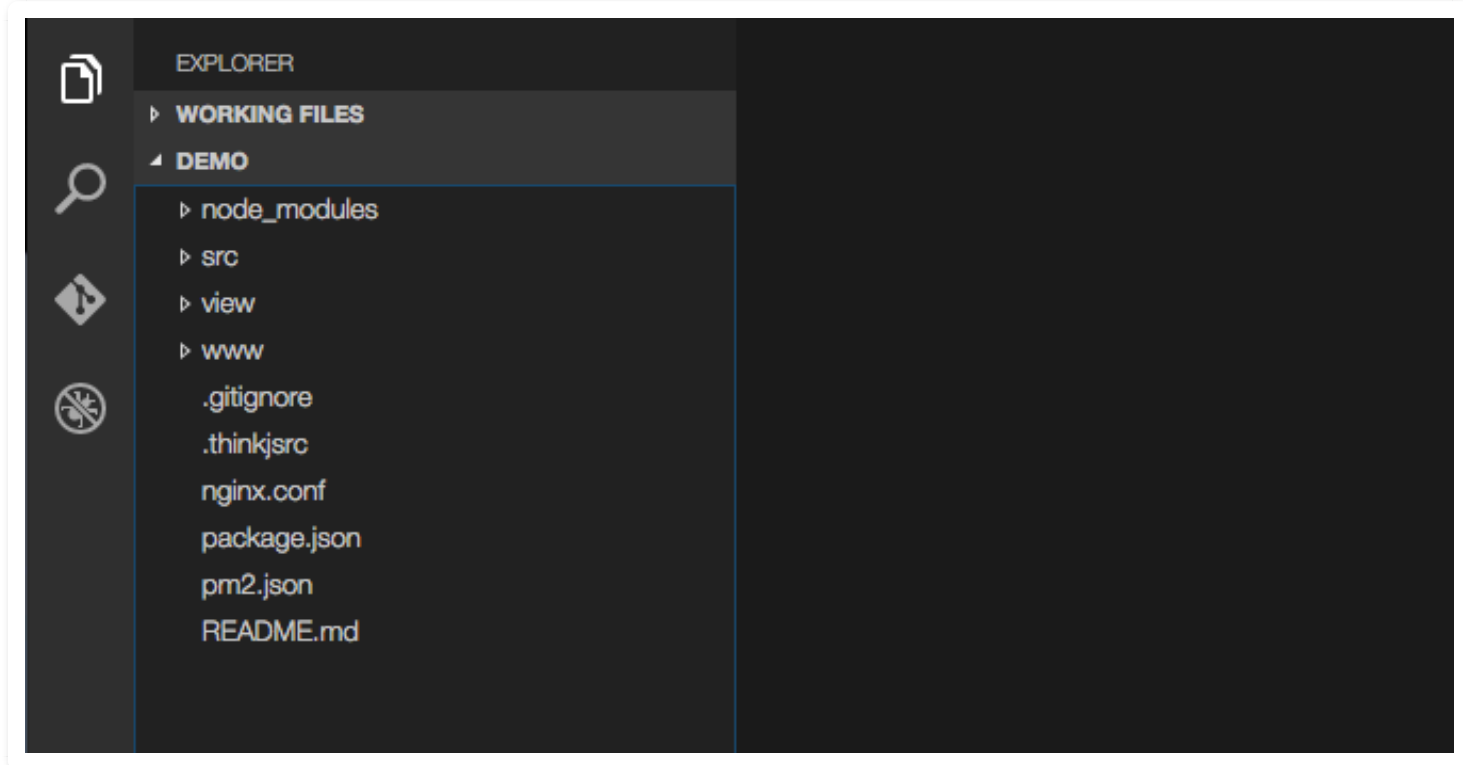 EXPLORER
WORKING FILES
DEMO
node_modules
src
view
www
.gitignore
.thinkjsrc
nginx.conf
package.json
pm2.json
README.md